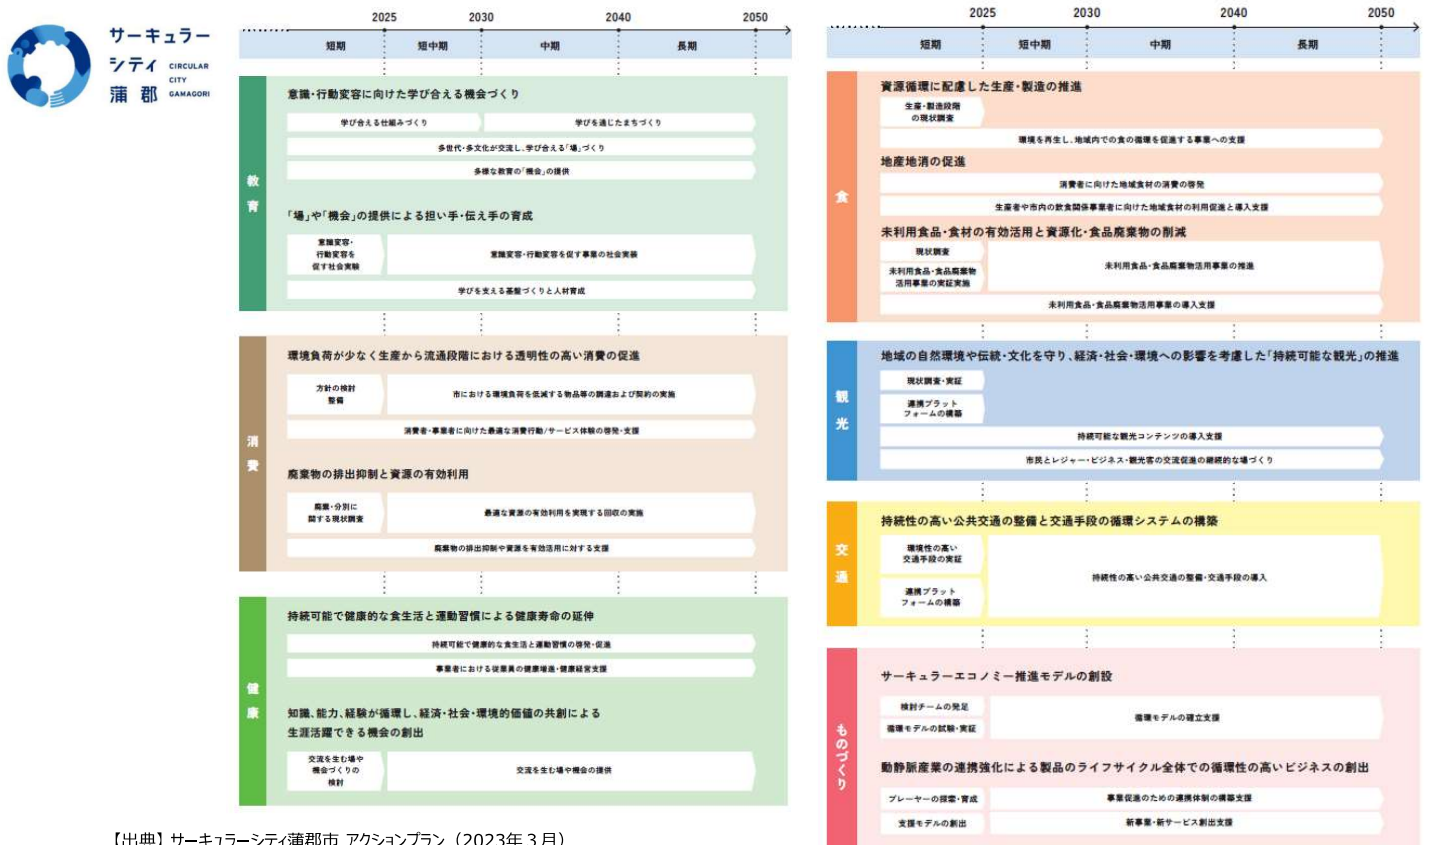 サーキュラー
シティ CIRCULAR
CITY
蒲郡 GAMAGORI
2025 2030 2040 2050
短期 短中期 中期 長期
教育
意識・行動変容に向けた学び合える機会づくり
学び合える仕組みづくり 学びを通じたまちづくり
多世代・多文化が交流し、学び合える「場」づくり
多様な教育の「機会」の提供
「場」や「機会」の提供による担い手・伝え手の育成
意識変容・
行動変容を
促す社会実験
意識変容・行動変容を促す事業の社会実装
学びを支える基盤づくりと人材育成
消費
環境負荷が少なく生産から流通段階における透明性の高い消費の促進
方針の検討
整備
市における環境負荷を低減する物品等の調達および契約の実施
消費者・事業者に向けた最適な消費行動/サービス体験の啓発・支援
廃棄物の排出抑制と資源の有効利用
廃棄・分別に
関する現状調査
最適な資源の有効利用を実現する回収の実施
廃棄物の排出抑制や資源を有効活用に対する支援
健康
持続可能で健康的な食生活と運動習慣による健康寿命の延伸
持続可能で健康的な食生活と運動習慣の啓発・促進
事業者における従業員の健康増進・健康経営支援
知識、能力、経験が循環し、経済・社会・環境的価値の共創による
生涯活躍できる機会の創出
交流を生む場や
機会づくりの
検討
交流を生む場や機会の提供
2025 2030 2040 2050
短期 短中期 中期 長期
食
資源循環に配慮した生産・製造の推進
生産・製造段階
の現状調査
環境を再生し、地域内での食の循環を促進する事業への支援
地産地消の促進
消費者に向けた地域食材の消費の啓発
生産者や市内の飲食関係事業者に向けた地域食材の利用促進と導入支援
未利用食品・食材の有効活用と資源化・食品廃棄物の削減
現状調査
未利用食品・食品廃棄物
活用事業の実証実施
未利用食品・食品廃棄物活用事業の推進
未利用食品・食品廃棄物活用事業の導入支援
観光
地域の自然環境や伝統・文化を守り、経済・社会・環境への影響を考慮した「持続可能な観光」の推進
現状調査・実証
連携プラット
フォームの構築
持続可能な観光コンテンツの導入支援
市民とレジャー・ビジネス・観光客の交流促進の継続的な場づくり
交通
持続性の高い公共交通の整備と交通手段の循環システムの構築
環境性の高い
交通手段の実証
連携プラット
フォームの構築
持続性の高い公共交通の整備・交通手段の導入
ものづくり
サーキュラーエコノミー推進モデルの創設
検討チームの発足
循環モデルの試験・実証
循環モデルの確立支援
動静脈産業の連携強化による製品のライフサイクル全体での循環性の高いビジネスの創出
プレーヤーの探索・育成 事業促進のための連携体制の構築支援
支援モデルの創出 新事業・新サービス創出支援
【出典】サーキュラーシティ蒲郡市 アクションプラン（2023年３月）